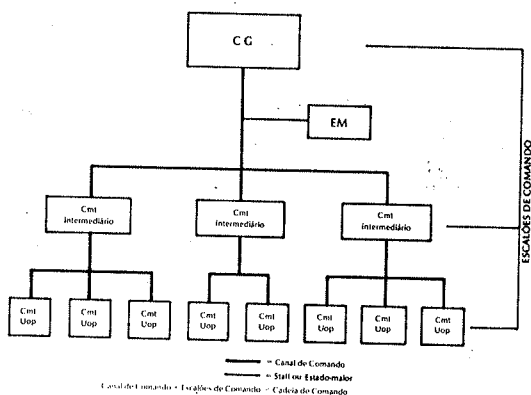 C G
EM
Cmt
Intermediário
Cmt
Intermediário
Cmt
Intermediário
ESCALÕES DE COMANDO
Cmt
Uop
Cmt
Uop
Cmt
Uop
Cmt
Uop
Cmt
Uop
Cmt
Uop
Cmt
Uop
Cmt
Uop
= Canal de Comando
= Staff ou Estado-maior
Canal de Comando + Escalões de Comando = Cadeia de Comando